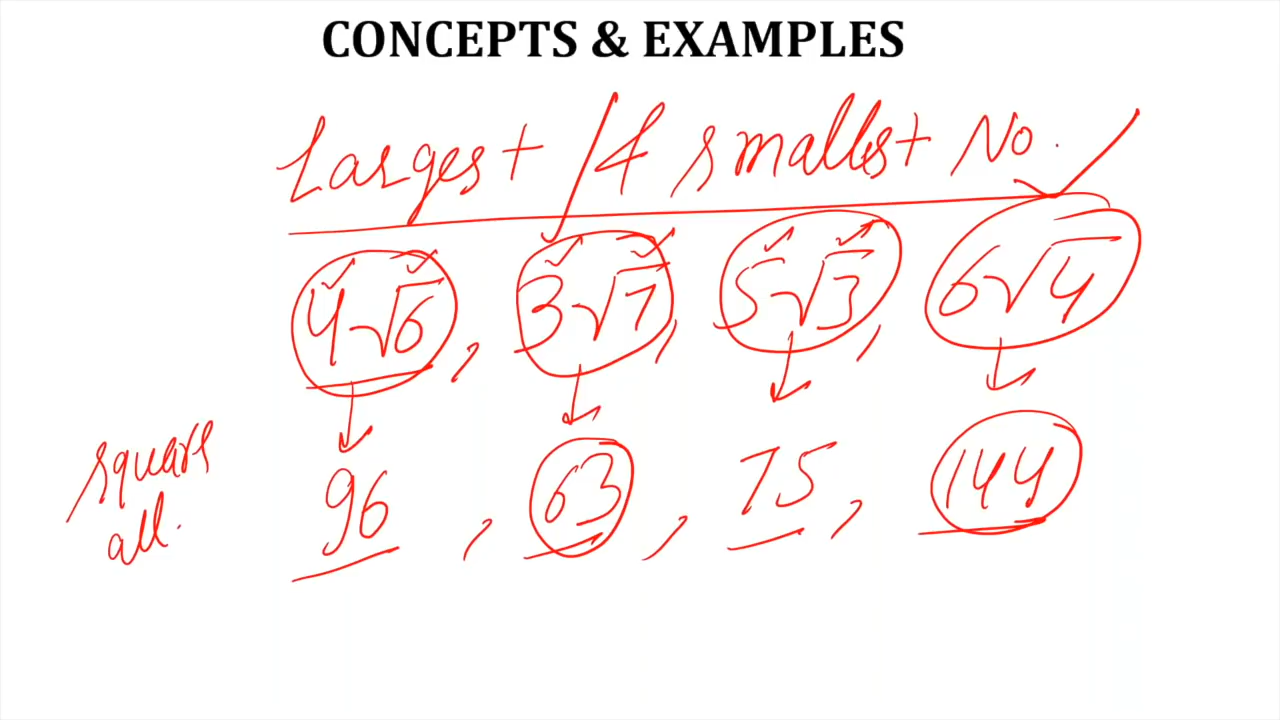 CONCEPTS & EXAMPLES
Largest / & smallest No.
4√6, 3√7, 5√3, 6√4
square
all.
96, 63, 75, 144